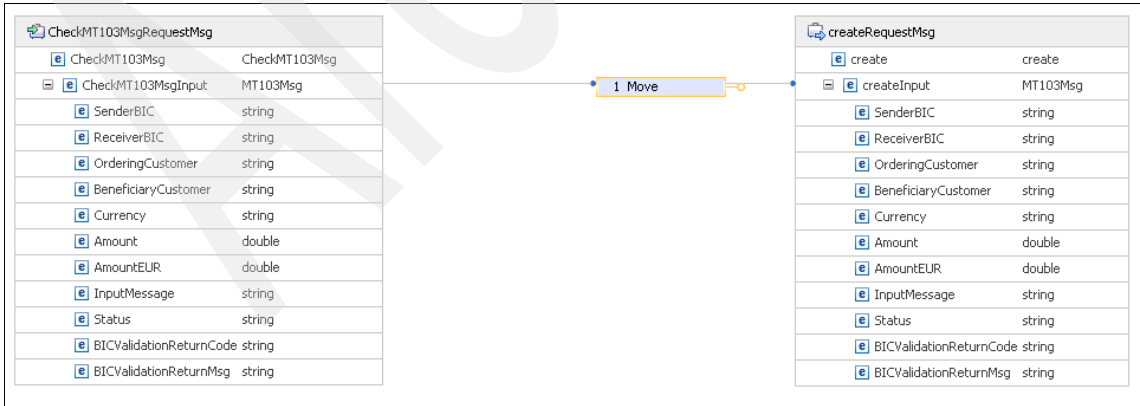 CheckMT103MsgRequestMsg
CheckMT103Msg CheckMT103Msg
CheckMT103MsgInput MT103Msg
SenderBIC string
ReceiverBIC string
OrderingCustomer string
BeneficiaryCustomer string
Currency string
Amount double
AmountEUR double
InputMessage string
Status string
BICValidationReturnCode string
BICValidationReturnMsg string
1 Move
createRequestMsg
create create
createInput MT103Msg
SenderBIC string
ReceiverBIC string
OrderingCustomer string
BeneficiaryCustomer string
Currency string
Amount double
AmountEUR double
InputMessage string
Status string
BICValidationReturnCode string
BICValidationReturnMsg string